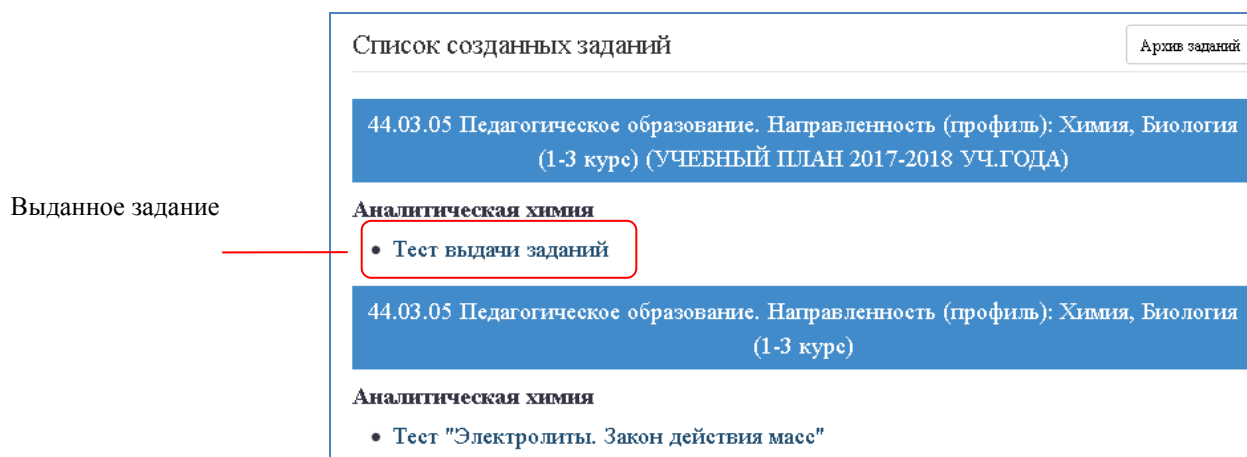 Список созданных заданий
Архив заданий
44.03.05 Педагогическое образование. Направленность (профиль): Химия, Биология
(1-3 курс) (УЧЕБНЫЙ ПЛАН 2017-2018 УЧ.ГОДА)
Выданное задание
Аналитическая химия
• Тест выдачи заданий
44.03.05 Педагогическое образование. Направленность (профиль): Химия, Биология
(1-3 курс)
Аналитическая химия
• Тест "Электролиты. Закон действия масс"